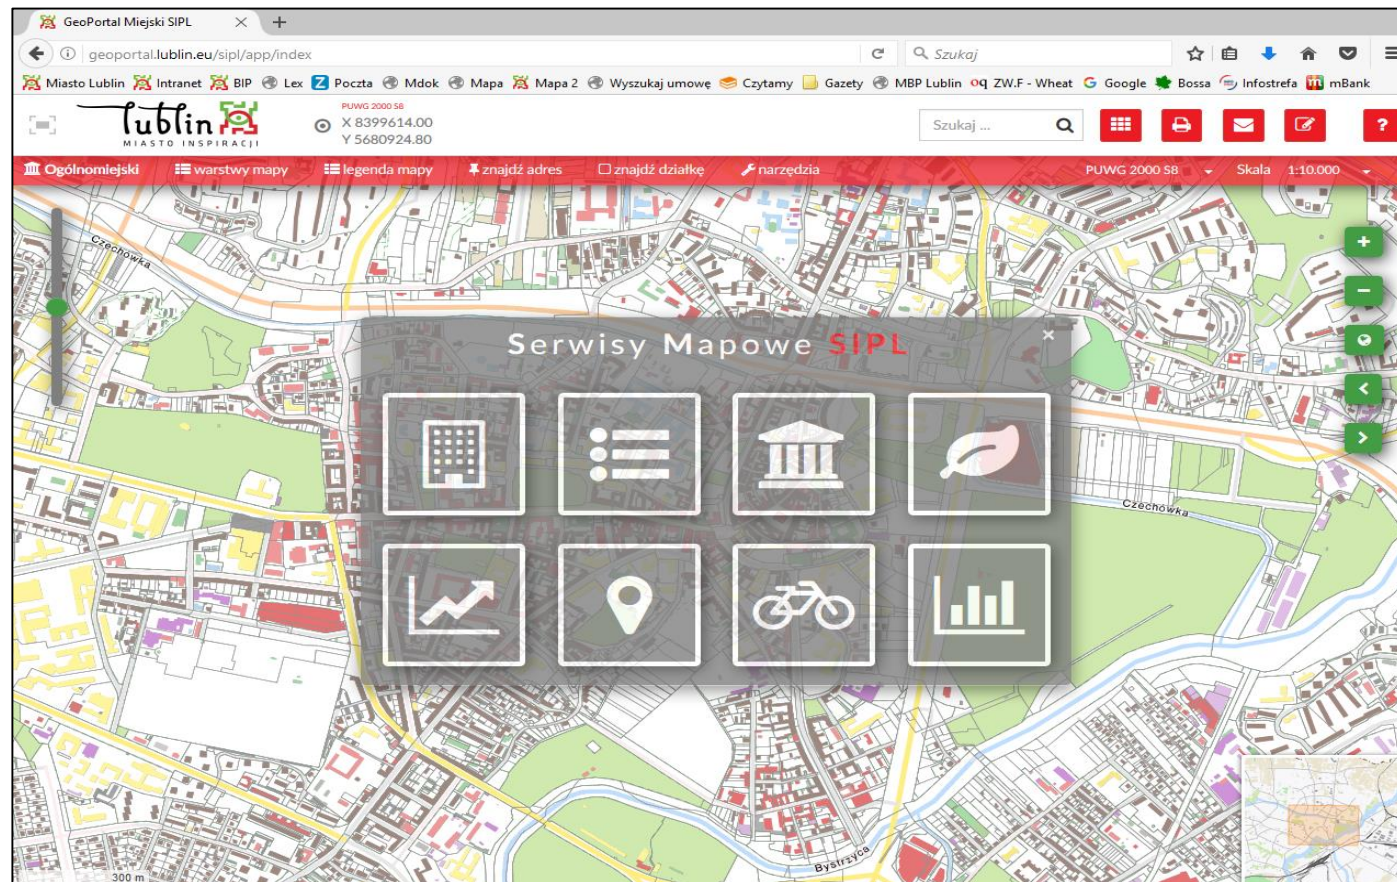 GeoPortal Miejski SIPL
geoportal.lublin.eu/sipl/app/index
Szukaj
Miasto Lublin Intranet BIP Lex Poczta Mdok Mapa Mapa 2 Wyszukaj umowę Czytamy Gazety MBP Lublin ZW.F - Wheat Google Bossa Infostrefa mBank
lublin
MIASTO INSPIRACJI
PUWG 2000 S8
X 8399614.00
Y 5680924.80
Szukaj ...
Ogólnomiejski warstwy mapy legenda mapy znajdź adres znajdź działkę narzędzia PUWG 2000 S8 Skala 1:10.000
Czechówka
Serwisy Mapowe SIPL
Czechówka
Bystrzyca
300 m